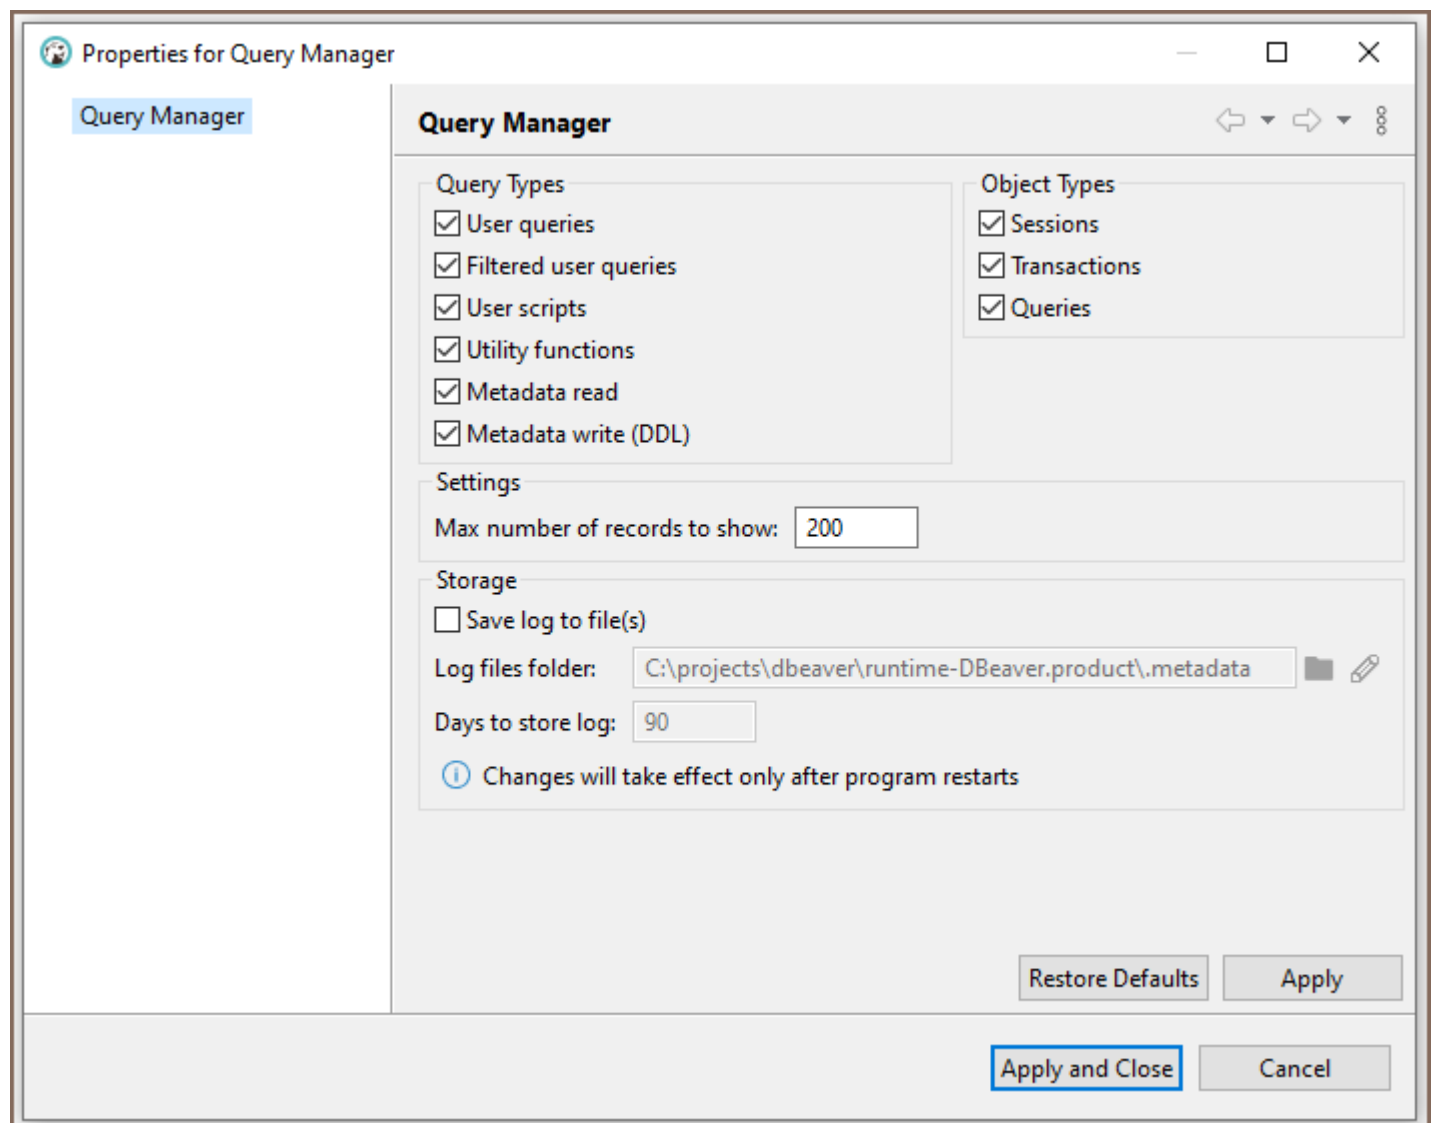 Properties for Query Manager
Query Manager
Query Manager
Query Types
User queries
Filtered user queries
User scripts
Utility functions
Metadata read
Metadata write (DDL)
Object Types
Sessions
Transactions
Queries
Settings
Max number of records to show: 200
Storage
Save log to file(s)
Log files folder: C:\projects\dbeaver\runtime-DBeaver.product\.metadata
Days to store log: 90
Changes will take effect only after program restarts
Restore Defaults Apply
Apply and Close Cancel